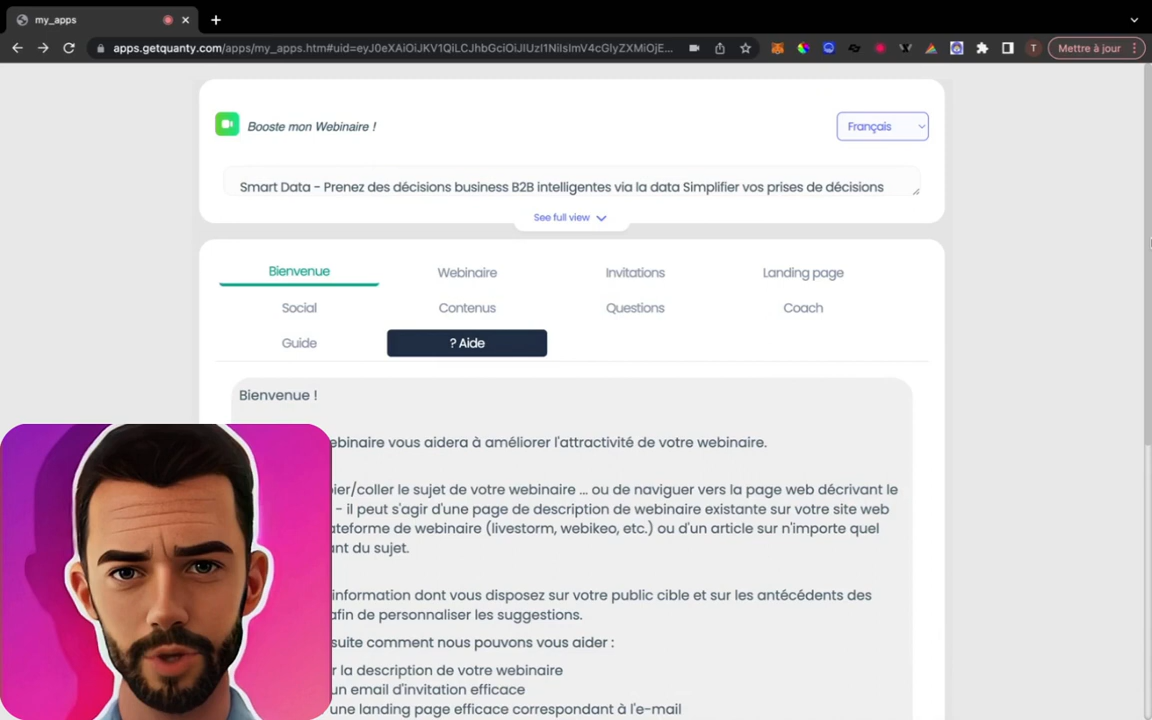 my_apps
apps.getquanty.com/apps/my_apps.htm#uid=eyJ0eXAiOiJKV1QiLCJhbGciOiJIUzI1NiIsImV4cGlyZXMiOjE...
T
Mettre à jour
Booste mon Webinaire !
Français
Smart Data - Prenez des décisions business B2B intelligentes via la data Simplifier vos prises de décisions
See full view
Bienvenue
Webinaire
Invitations
Landing page
Social
Contenus
Questions
Coach
Guide
? Aide
Bienvenue !
ebinaire vous aidera à améliorer l'attractivité de votre webinaire.
ier/coller le sujet de votre webinaire ... ou de naviguer vers la page web décrivant le
- il peut s'agir d'une page de description de webinaire existante sur votre site web
ateforme de webinaire (livestorm, webikeo, etc.) ou d'un article sur n'importe quel
nt du sujet.
information dont vous disposez sur votre public cible et sur les antécédents des
afin de personnaliser les suggestions.
suite comment nous pouvons vous aider :
r la description de votre webinaire
un email d'invitation efficace
une landing page efficace correspondant à l'e-mail